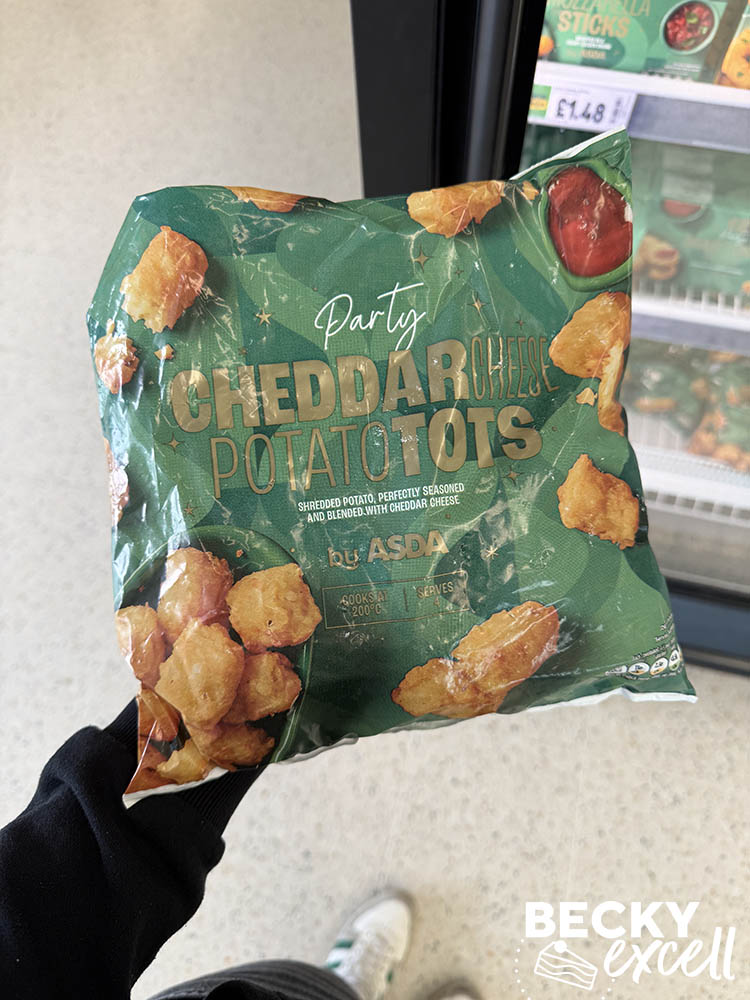 MOZZARELLA
STICKS
£1.48
Party
CHEDDAR CHEESE
POTATO TOTS
SHREDDED POTATO, PERFECTLY SEASONED
AND BLENDED WITH CHEDDAR CHEESE
by ASDA
COOKS AT
200°C
SERVES
BECKY
excell